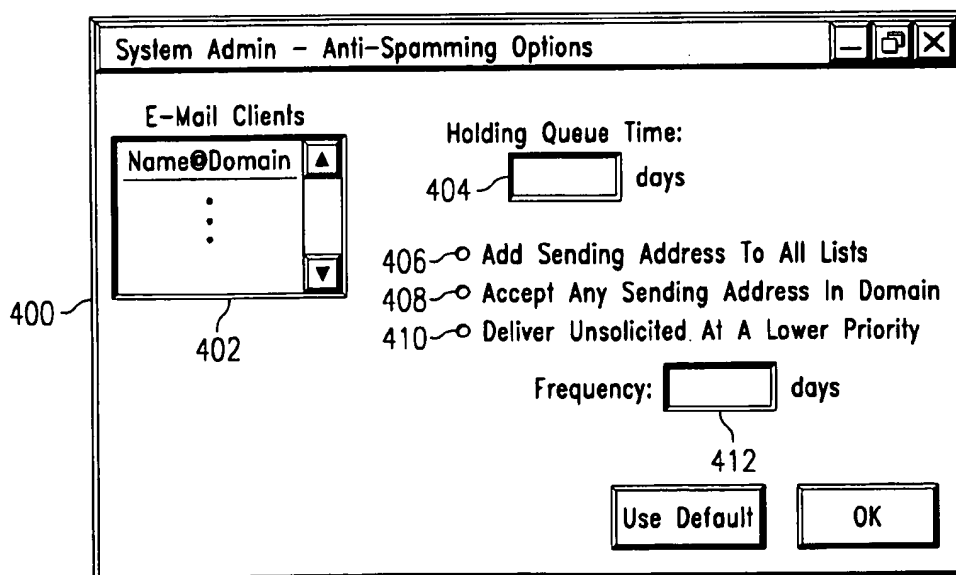 System Admin - Anti-Spamming Options
E-Mail Clients
Name@Domain
Holding Queue Time:
404
days
406 Add Sending Address To All Lists
408 Accept Any Sending Address In Domain
410 Deliver Unsolicited At A Lower Priority
400
402
Frequency:
days
412
Use Default
OK